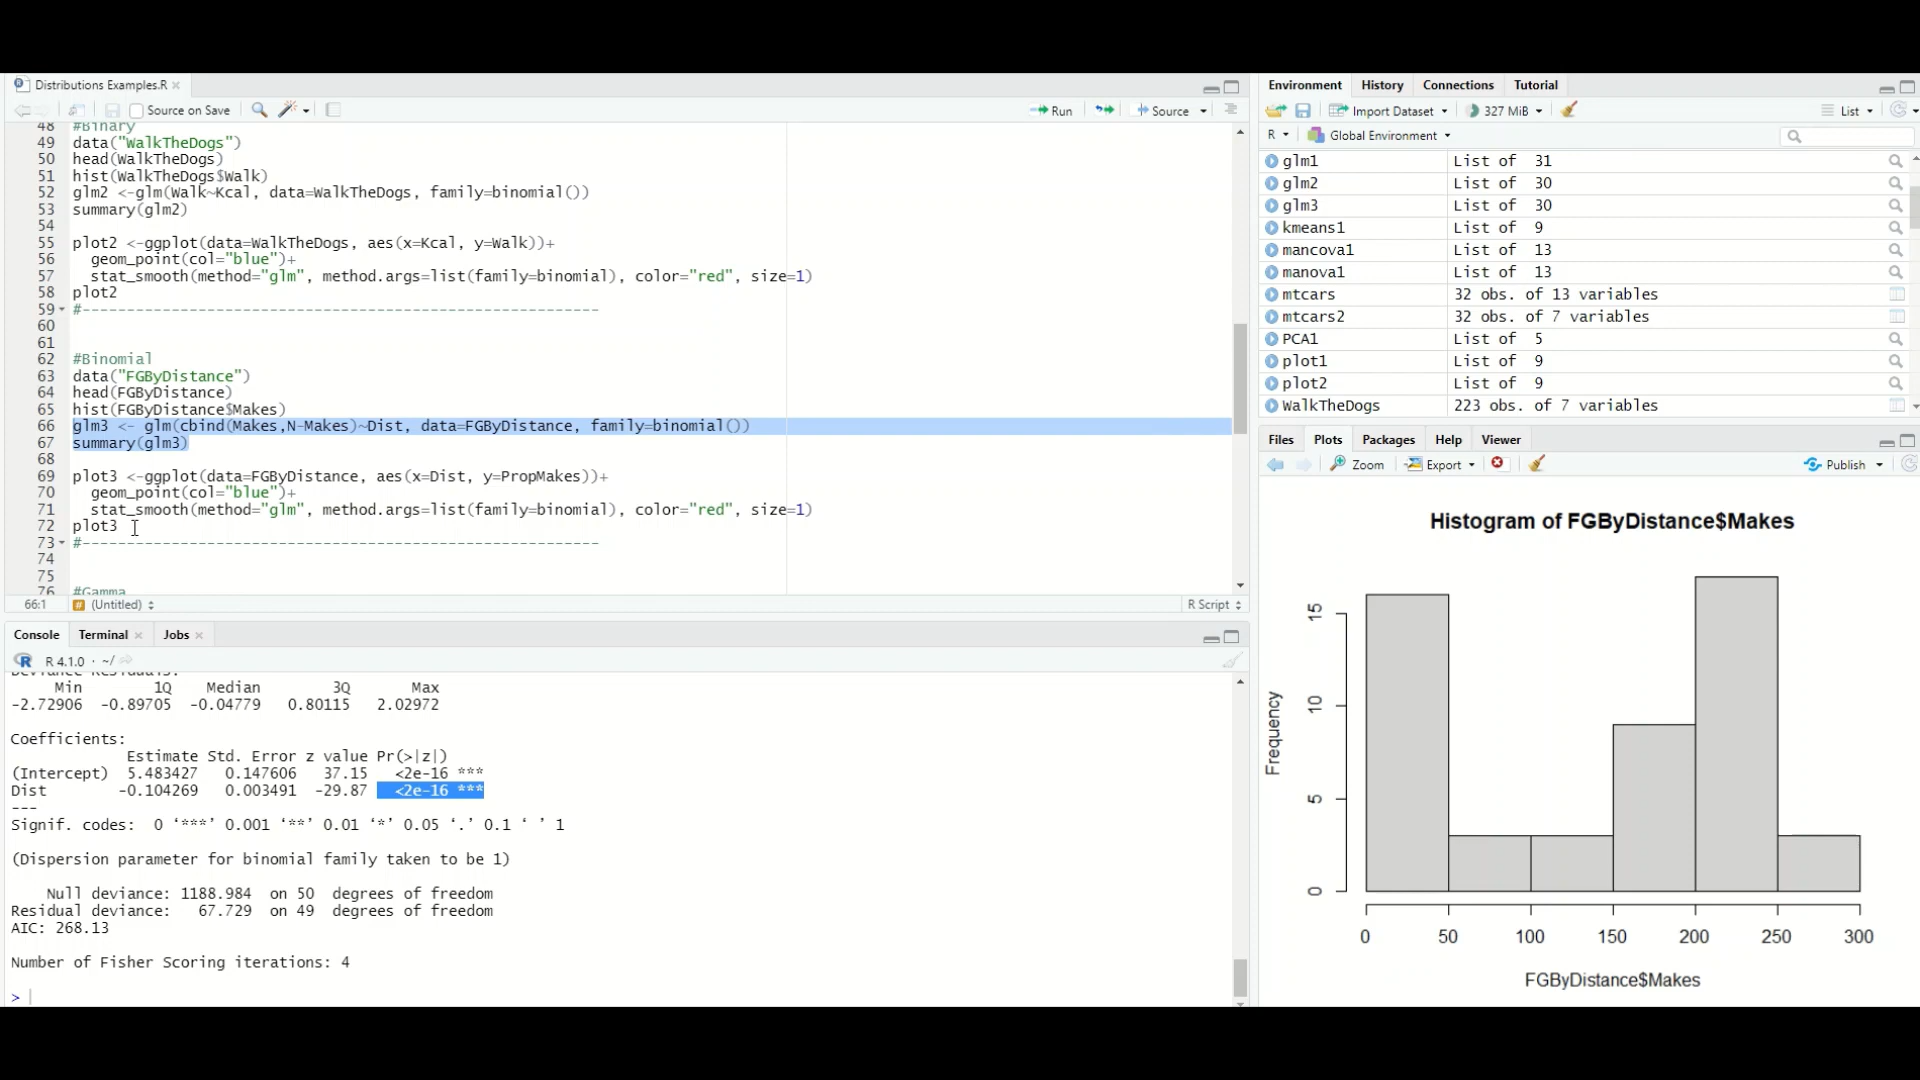 Distributions Examples.R
Source on Save
Run
Source
48 #Binary
49 data("WalkTheDogs")
50 head(WalkTheDogs)
51 hist(WalkTheDogs$Walk)
52 glm2 <-glm(Walk~Kcal, data=WalkTheDogs, family=binomial())
53 summary(glm2)
54
55 plot2 <-ggplot(data=WalkTheDogs, aes(x=Kcal, y=Walk))+
56 geom_point(col="blue")+
57 stat_smooth(method="glm", method.args=list(family=binomial), color="red", size=1)
58 plot2
59 #----------------------------------------------------------
60
61
62 #Binomial
63 data("FGByDistance")
64 head(FGByDistance)
65 hist(FGByDistance$Makes)
66 glm3 <- glm(cbind(Makes,N-Makes)~Dist, data=FGByDistance, family=binomial())
67 summary(glm3)
68
69 plot3 <-ggplot(data=FGByDistance, aes(x=Dist, y=PropMakes))+
70 geom_point(col="blue")+
71 stat_smooth(method="glm", method.args=list(family=binomial), color="red", size=1)
72 plot3
73 #----------------------------------------------------------
74
75
76 #Gamma
66:1 # (Untitled) R Script
Console Terminal Jobs
R 4.1.0 · ~/
Deviance Residuals:
Min 1Q Median 3Q Max
-2.72906 -0.89705 -0.04779 0.80115 2.02972
Coefficients:
Estimate Std. Error z value Pr(>|z|)
(Intercept) 5.483427 0.147606 37.15 <2e-16 ***
Dist -0.104269 0.003491 -29.87 <2e-16 ***
---
Signif. codes: 0 ‘***’ 0.001 ‘**’ 0.01 ‘*’ 0.05 ‘.’ 0.1 ‘ ’ 1
(Dispersion parameter for binomial family taken to be 1)
Null deviance: 1188.984 on 50 degrees of freedom
Residual deviance: 67.729 on 49 degrees of freedom
AIC: 268.13
Number of Fisher Scoring iterations: 4
>
Environment History Connections Tutorial
Import Dataset 327 MiB List
R Global Environment
glm1 List of 31
glm2 List of 30
glm3 List of 30
kmeans1 List of 9
mancova1 List of 13
manova1 List of 13
mtcars 32 obs. of 13 variables
mtcars2 32 obs. of 7 variables
PCA1 List of 5
plot1 List of 9
plot2 List of 9
WalkTheDogs 223 obs. of 7 variables
Files Plots Packages Help Viewer
Zoom Export Publish
Histogram of FGByDistance$Makes
Frequency
15
10
5
0
0 50 100 150 200 250 300
FGByDistance$Makes